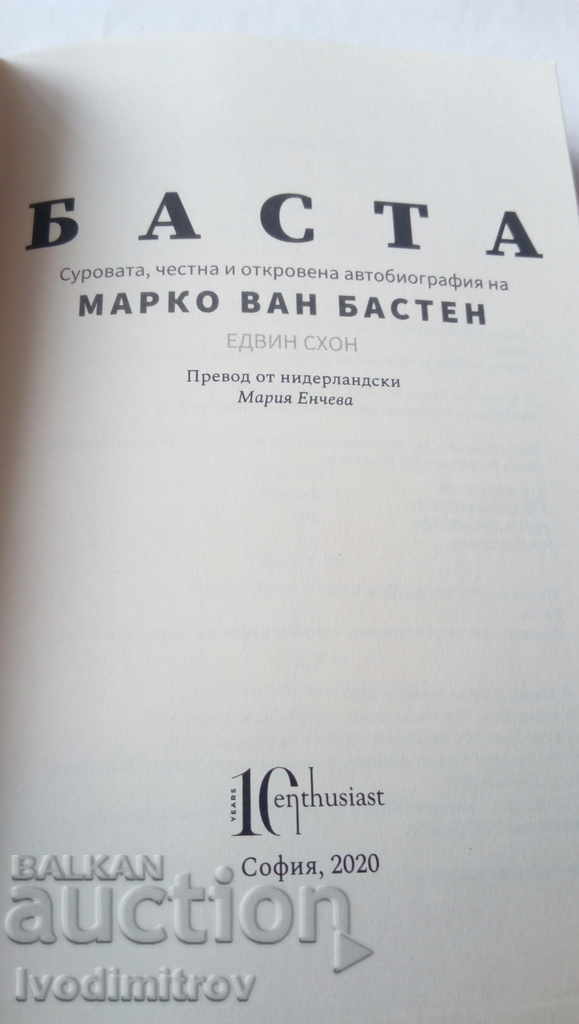 БАСТА
Суровата, честна и откровена автобиография на
МАРКО ВАН БАСТЕН
ЕДВИН СХОН
Превод от нидерландски
Мария Енчева
10 YEARS enthusiast
София, 2020
BALKAN
auction
Ivodimitrov